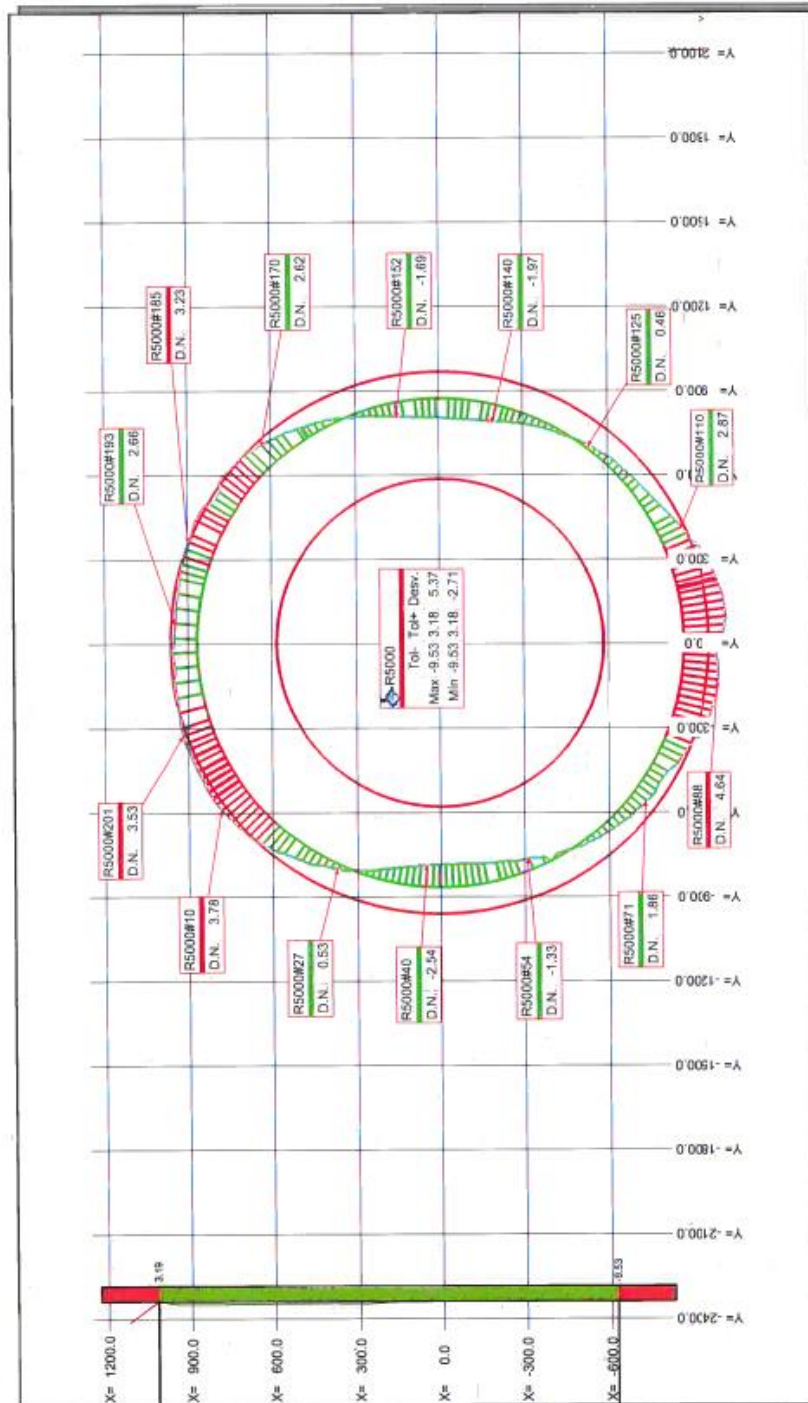 Y= 2100.0
Y= 1300.0
Y= 1500.0
Y= 1200.0
Y= 900.0
Y=
Y= 300.0
Y= 0.0
Y= -300.0
Y=
Y= -900.0
Y= -1200.0
Y= -1500.0
Y= -1800.0
Y= -2100.0
Y= -2400.0
X= 1200.0
X= 900.0
X= 600.0
X= 300.0
X= 0.0
X= -300.0
X= -600.0
R5000#185
D.N. 3.23
R5000#170
D.N. 2.62
R5000#152
D.N. -1.69
R5000#140
D.N. -1.97
R5000#125
D.N. 0.46
R5000#193
D.N. 2.66
R5000#110
D.N. 2.87
R5000
Tol- Tol+ Desv.
Max -9.53 3.18 5.37
Min -9.53 3.18 -2.71
R5000#201
D.N. 3.53
R5000#88
D.N. 4.64
R5000#10
D.N. 3.78
R5000#27
D.N.: 0.53
R5000#40
D.N.: -2.54
R5000#54
D.N.: -1.33
R5000#71
D.N. 1.86
3.19
-9.53